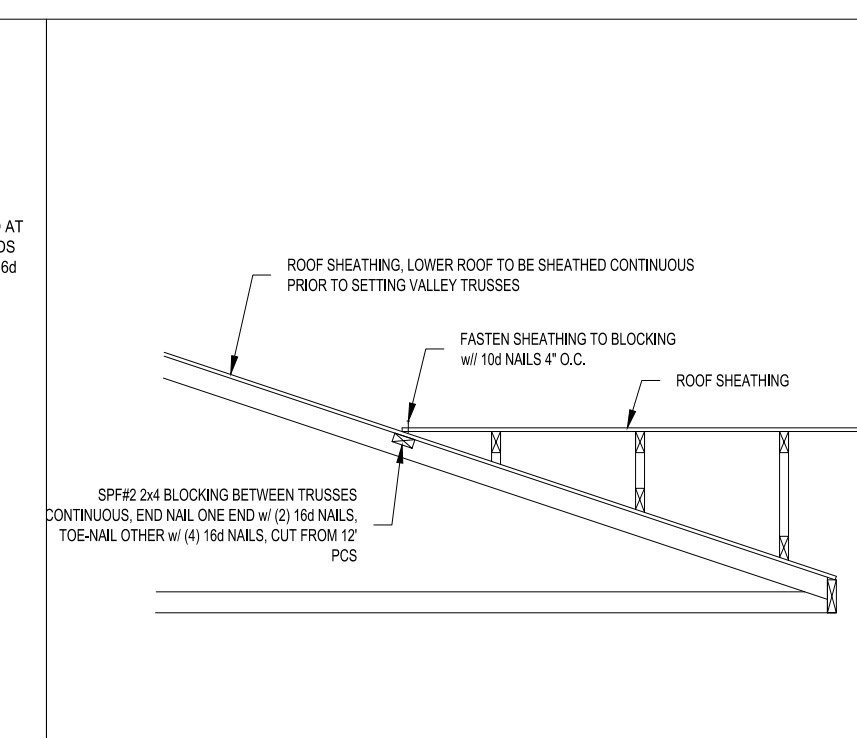 AT
6d
ROOF SHEATHING, LOWER ROOF TO BE SHEATHED CONTINUOUS
PRIOR TO SETTING VALLEY TRUSSES
FASTEN SHEATHING TO BLOCKING
w// 10d NAILS 4" O.C.
ROOF SHEATHING
SPF#2 2x4 BLOCKING BETWEEN TRUSSES
CONTINUOUS, END NAIL ONE END w/ (2) 16d NAILS,
TOE-NAIL OTHER w/ (4) 16d NAILS, CUT FROM 12'
PCS